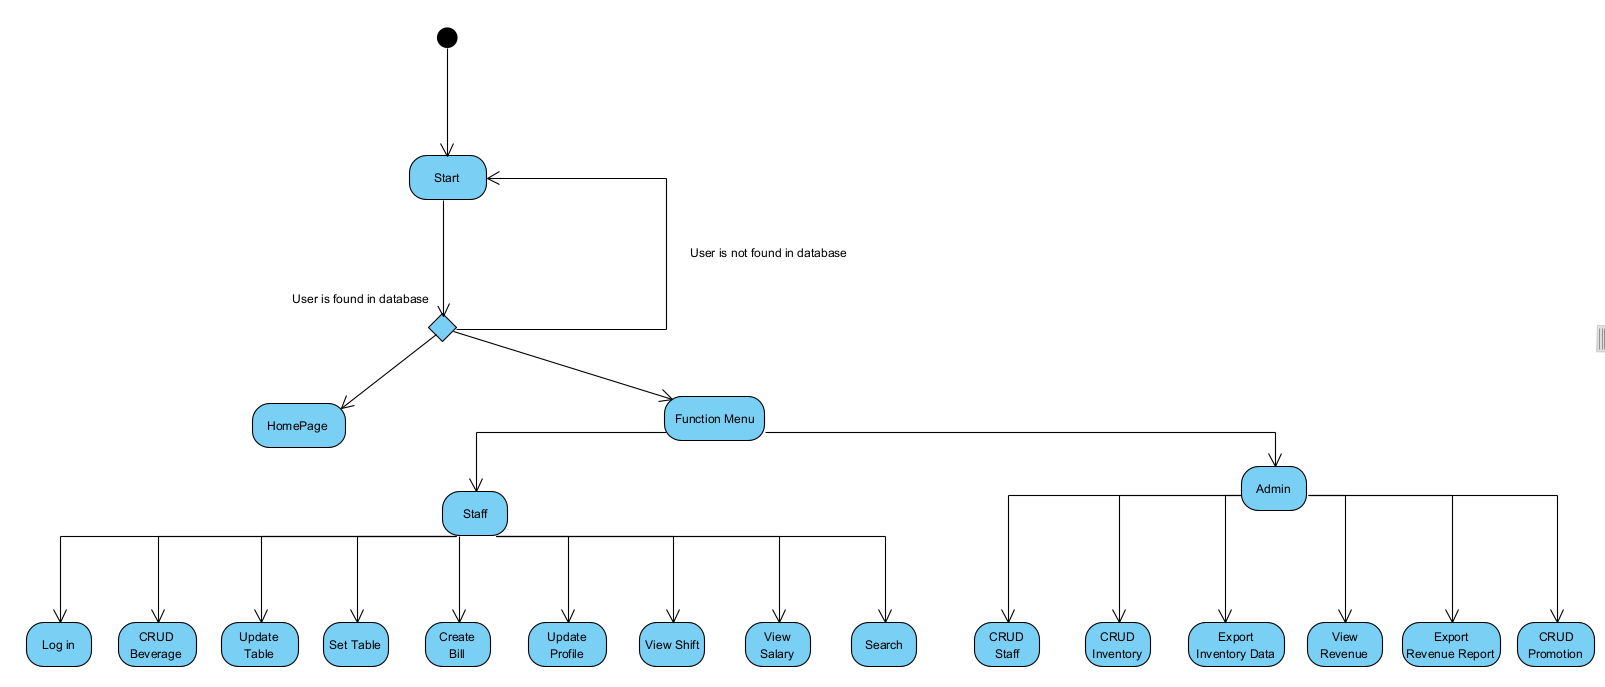 Start
User is not found in database
User is found in database
HomePage
Function Menu
Staff
Admin
Log in
CRUD
Beverage
Update
Table
Set Table
Create
Bill
Update
Profile
View Shift
View
Salary
Search
CRUD
Staff
CRUD
Inventory
Export
Inventory Data
View
Revenue
Export
Revenue Report
CRUD
Promotion